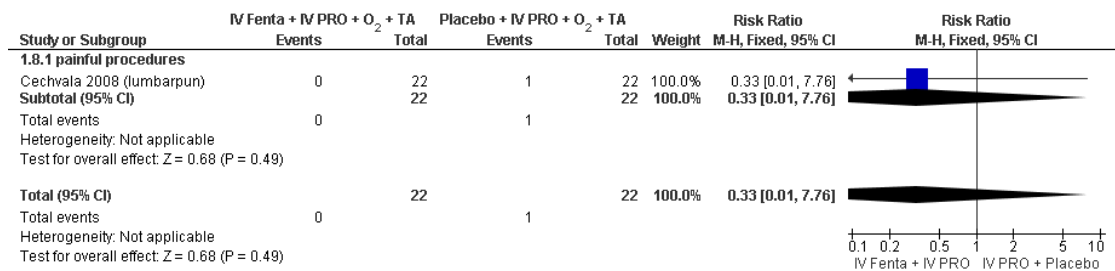 IV Fenta + IV PRO + O2 + TA Placebo + IV PRO + O2 + TA Risk Ratio Risk Ratio
Study or Subgroup Events Total Events Total Weight M-H, Fixed, 95% CI M-H, Fixed, 95% CI
1.8.1 painful procedures
Cechvala 2008 (lumbarpun) 0 22 1 22 100.0% 0.33 [0.01, 7.76]
Subtotal (95% CI) 22 22 100.0% 0.33 [0.01, 7.76]
Total events 0 1
Heterogeneity: Not applicable
Test for overall effect: Z = 0.68 (P = 0.49)
Total (95% CI) 22 22 100.0% 0.33 [0.01, 7.76]
Total events 0 1
Heterogeneity: Not applicable
Test for overall effect: Z = 0.68 (P = 0.49)
0.1 0.2 0.5 1 2 5 10
IV Fenta + IV PRO IV PRO + Placebo